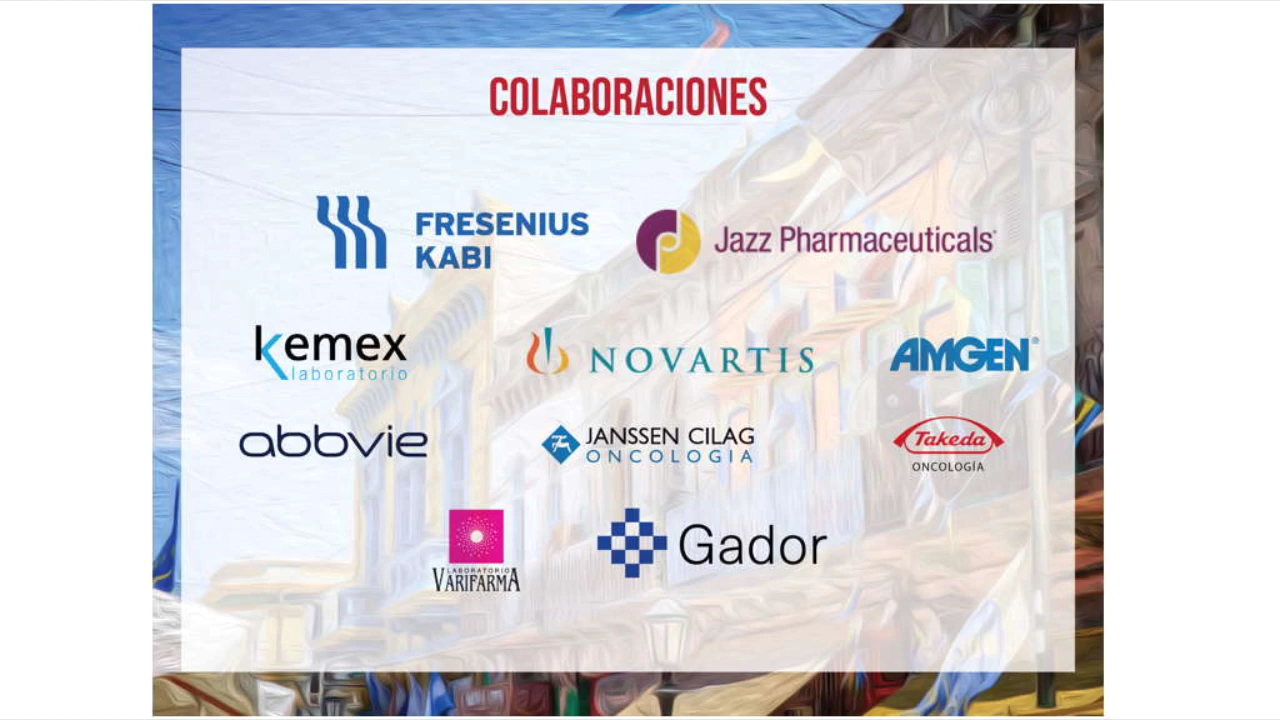 COLABORACIONES
FRESENIUS
KABI
Jazz Pharmaceuticals
kemex
laboratorio
NOVARTIS
AMGEN®
abbvie
JANSSEN CILAG
ONCOLOGIA
Takeda
ONCOLOGÍA
LABORATORIO
VARIFARMA
Gador